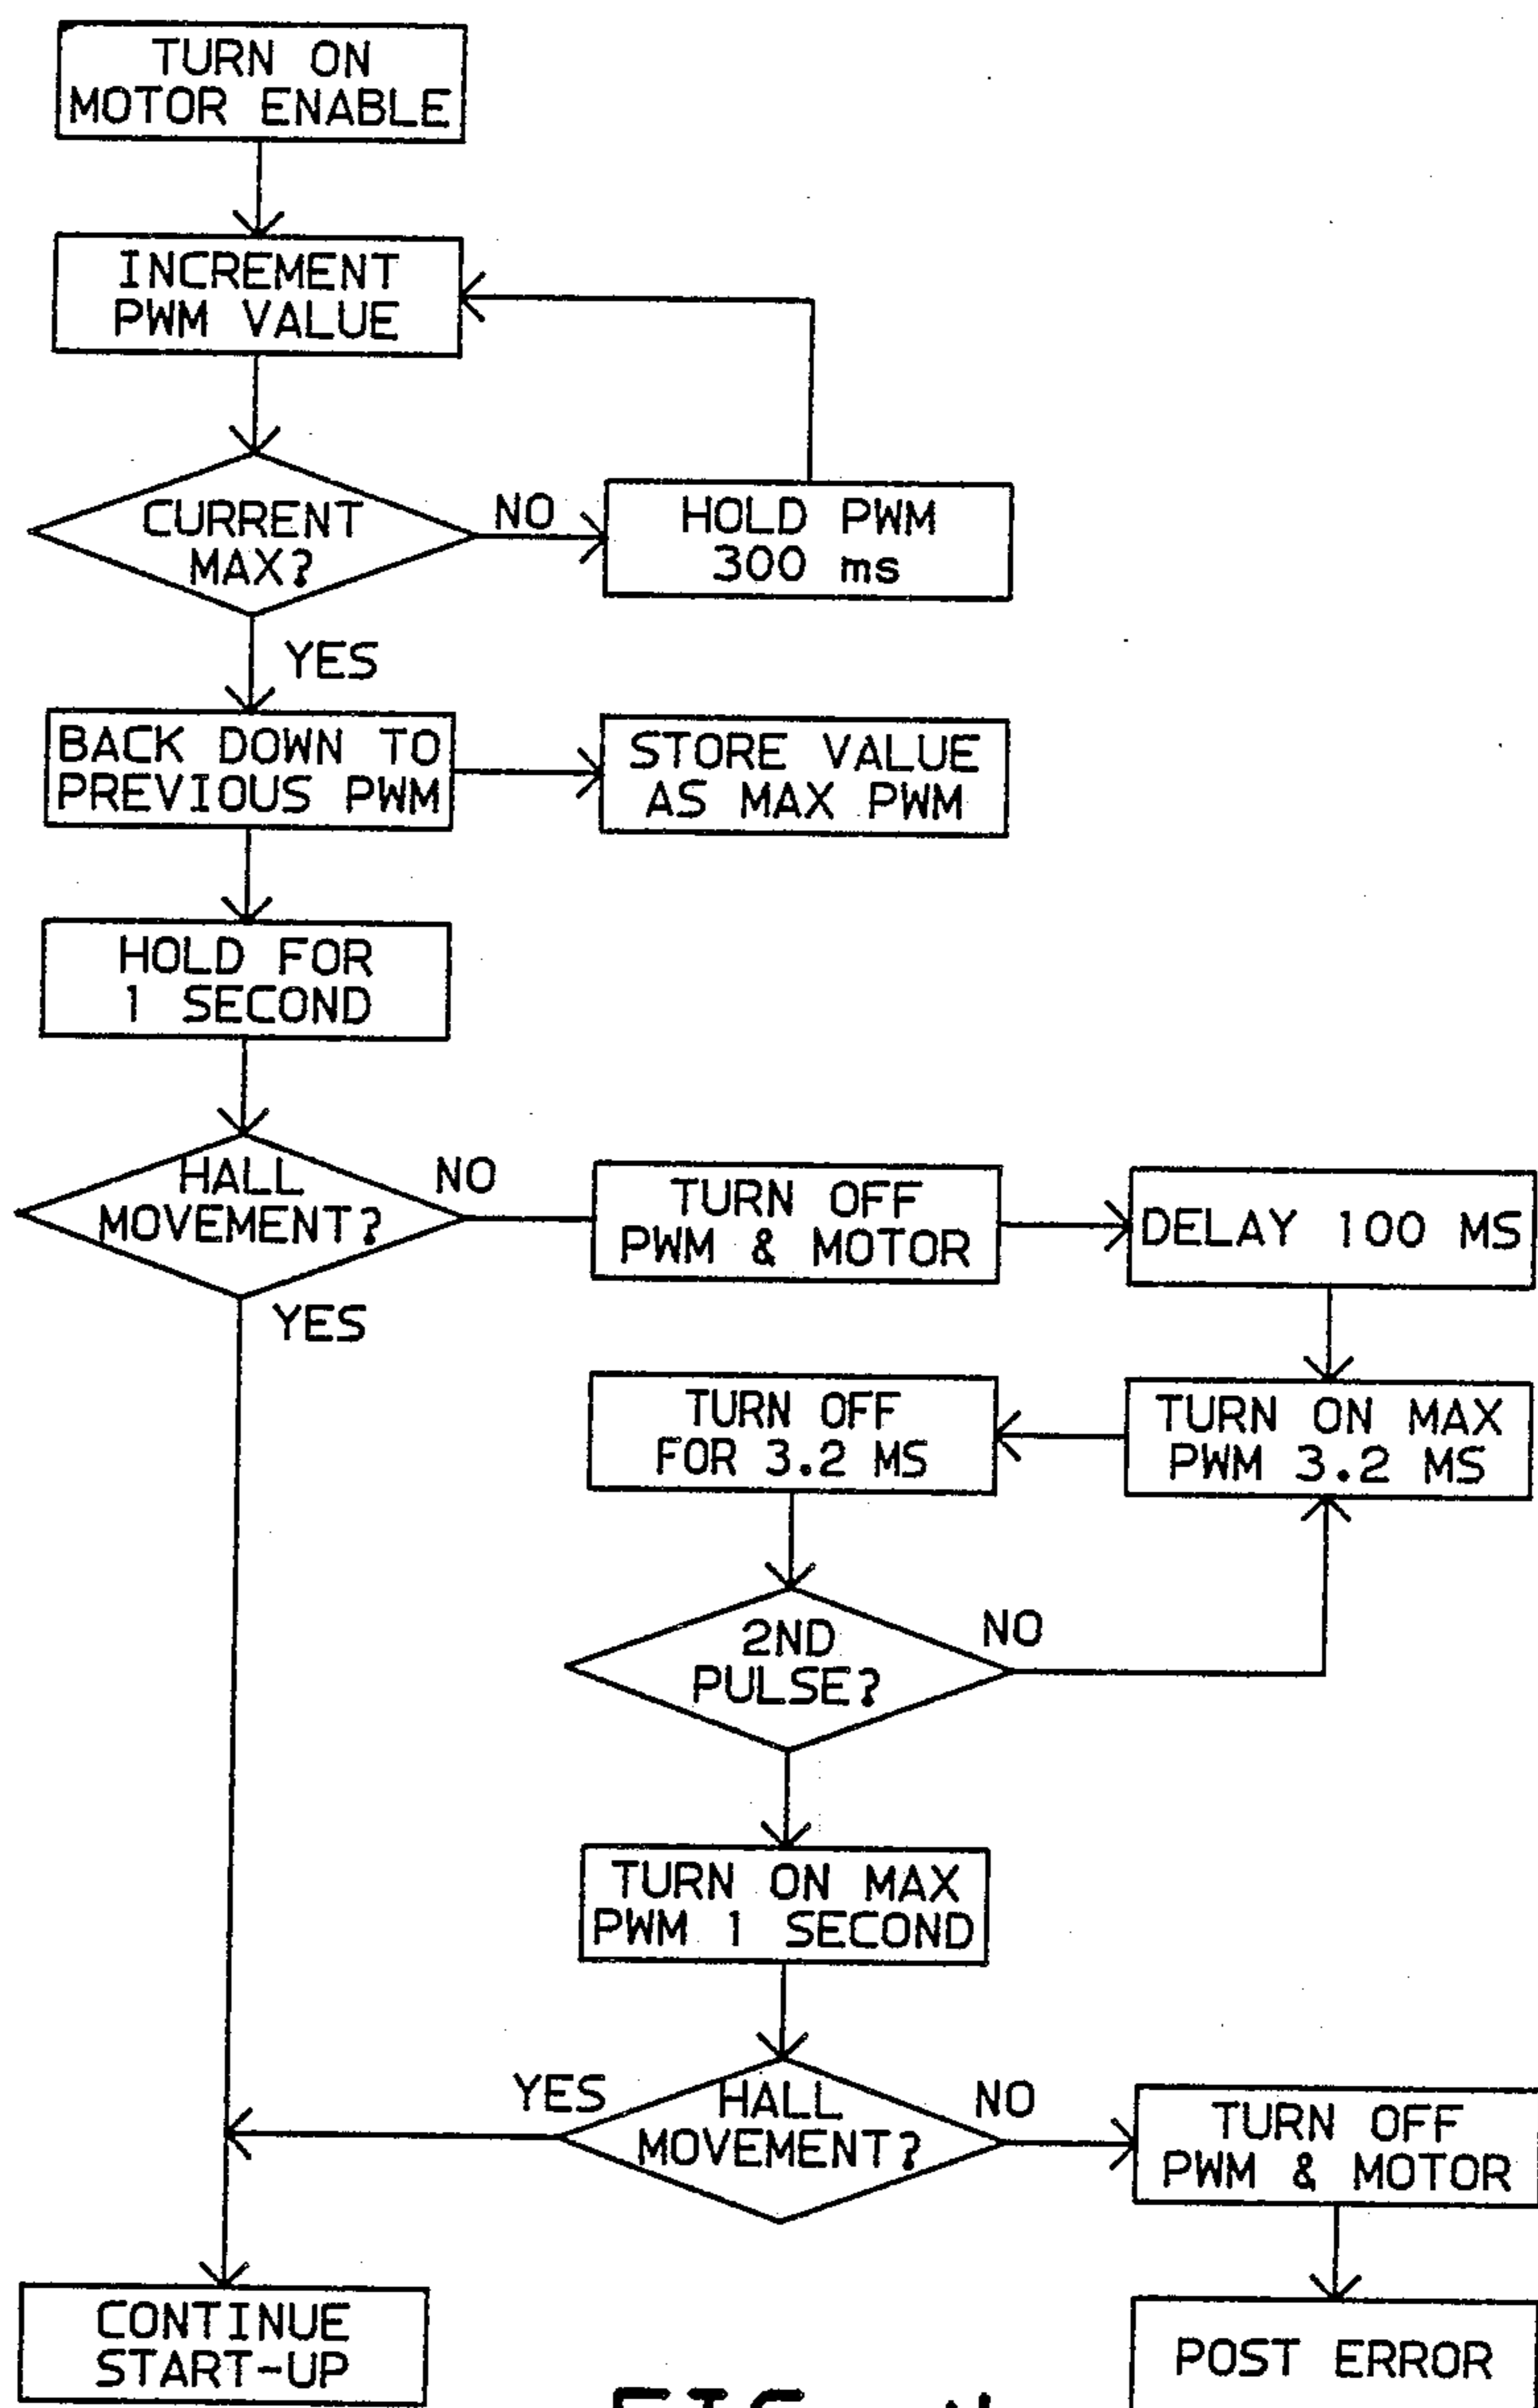 TURN ON
MOTOR ENABLE
INCREMENT
PWM VALUE
CURRENT
MAX?
NO
HOLD PWM
300 ms
YES
BACK DOWN TO
PREVIOUS PWM
STORE VALUE
AS MAX PWM
HOLD FOR
1 SECOND
HALL
MOVEMENT?
NO
TURN OFF
PWM & MOTOR
DELAY 100 MS
YES
TURN OFF
FOR 3.2 MS
TURN ON MAX
PWM 3.2 MS
2ND
PULSE?
NO
TURN ON MAX
PWM 1 SECOND
YES
HALL
MOVEMENT?
NO
TURN OFF
PWM & MOTOR
CONTINUE
START-UP
POST ERROR
FIG